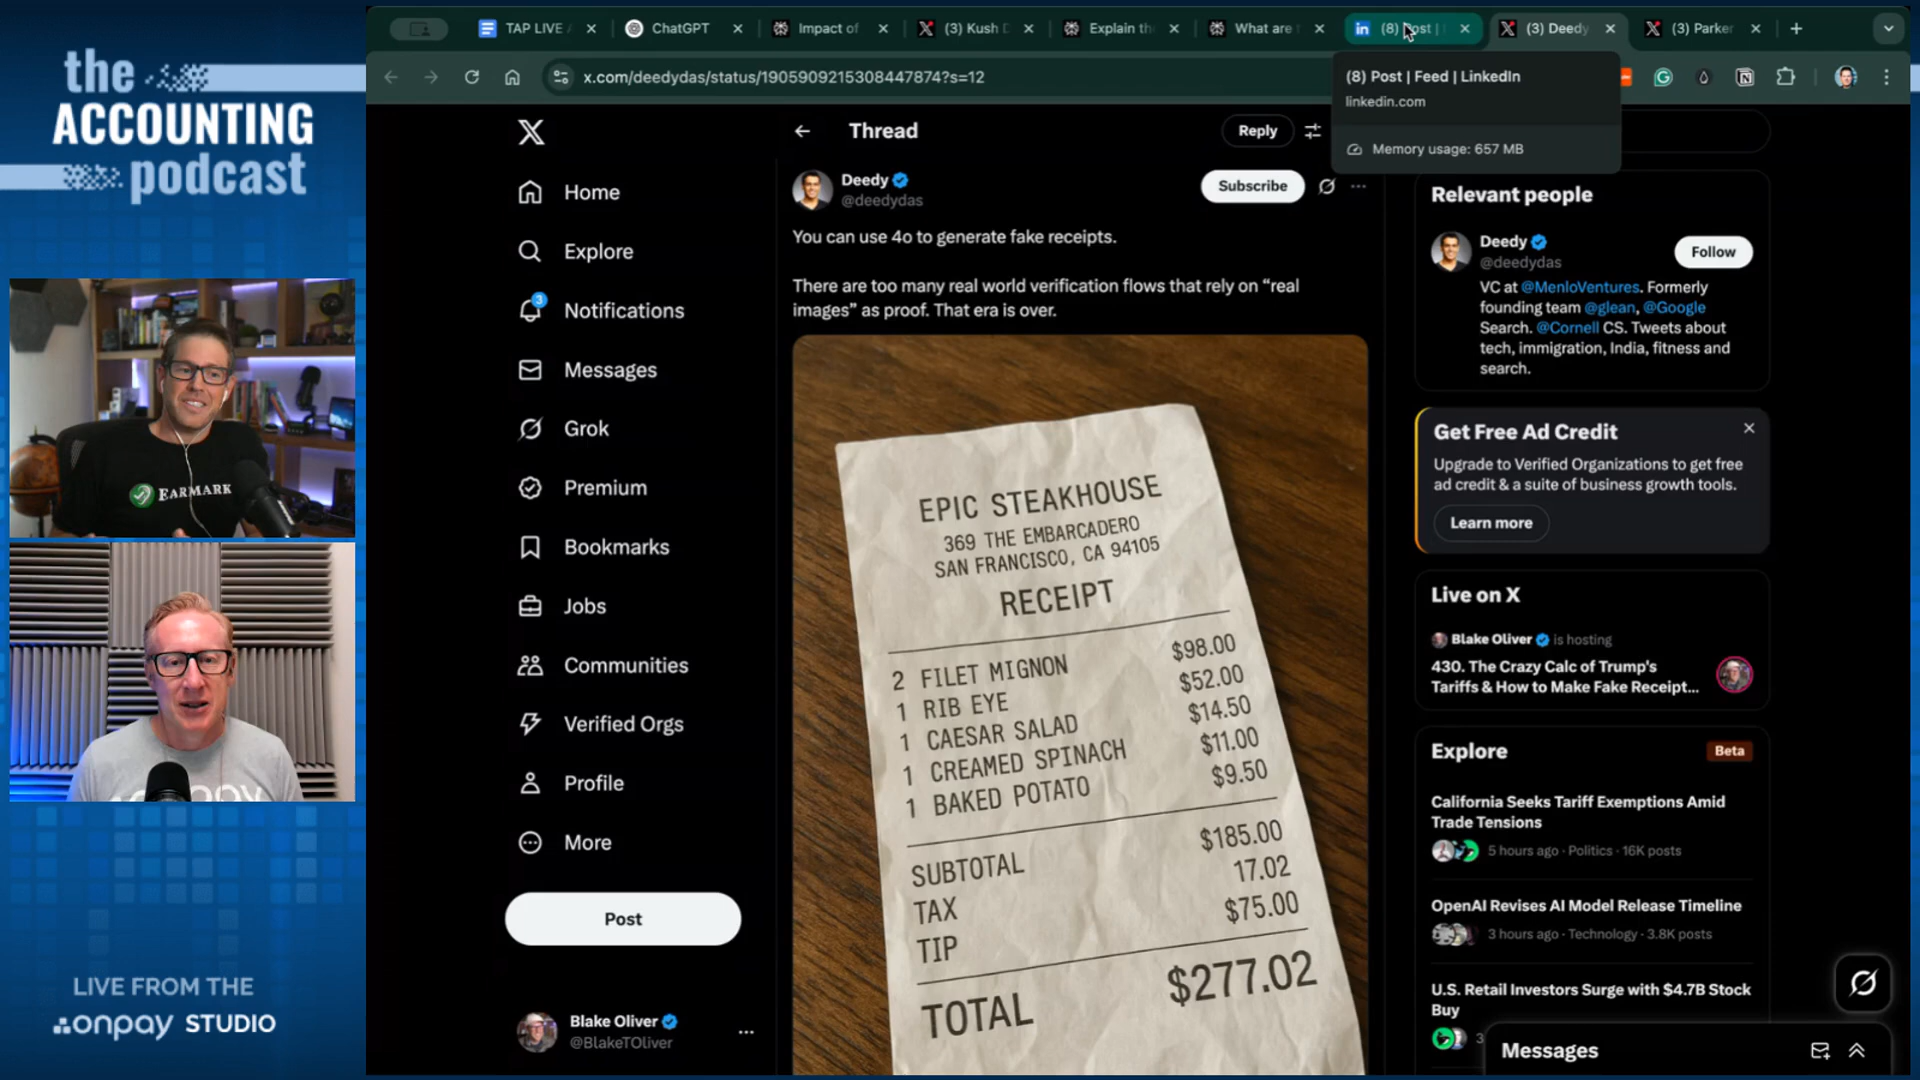 the
ACCOUNTING
podcast
EARMARK
LIVE FROM THE
onpay STUDIO
TAP LIVE
ChatGPT
Impact of
(3) Kush D
Explain th
What are
(8) Post |
(3) Deedy
(3) Parker
x.com/deedydas/status/1905909215308447874?s=12
(8) Post | Feed | LinkedIn
linkedin.com
Memory usage: 657 MB
Home
Explore
3
Notifications
Messages
Grok
Premium
Bookmarks
Jobs
Communities
Verified Orgs
Profile
More
Post
Blake Oliver
@BlakeTOliver
Thread
Reply
Deedy
@deedydas
Subscribe
You can use 4o to generate fake receipts.
There are too many real world verification flows that rely on “real
images” as proof. That era is over.
EPIC STEAKHOUSE
369 THE EMBARCADERO
SAN FRANCISCO, CA 94105
RECEIPT
2 FILET MIGNON $98.00
1 RIB EYE $52.00
1 CAESAR SALAD $14.50
1 CREAMED SPINACH $11.00
1 BAKED POTATO $9.50
SUBTOTAL $185.00
TAX 17.02
TIP $75.00
TOTAL $277.02
Relevant people
Deedy
@deedydas
Follow
VC at @MenloVentures. Formerly
founding team @glean, @Google
Search. @Cornell CS. Tweets about
tech, immigration, India, fitness and
search.
Get Free Ad Credit
Upgrade to Verified Organizations to get free
ad credit & a suite of business growth tools.
Learn more
Live on X
Blake Oliver is hosting
430. The Crazy Calc of Trump's
Tariffs & How to Make Fake Receipt...
Explore
Beta
California Seeks Tariff Exemptions Amid
Trade Tensions
5 hours ago · Politics · 16K posts
OpenAI Revises AI Model Release Timeline
3 hours ago · Technology · 3.8K posts
U.S. Retail Investors Surge with $4.7B Stock
Buy
3
Messages